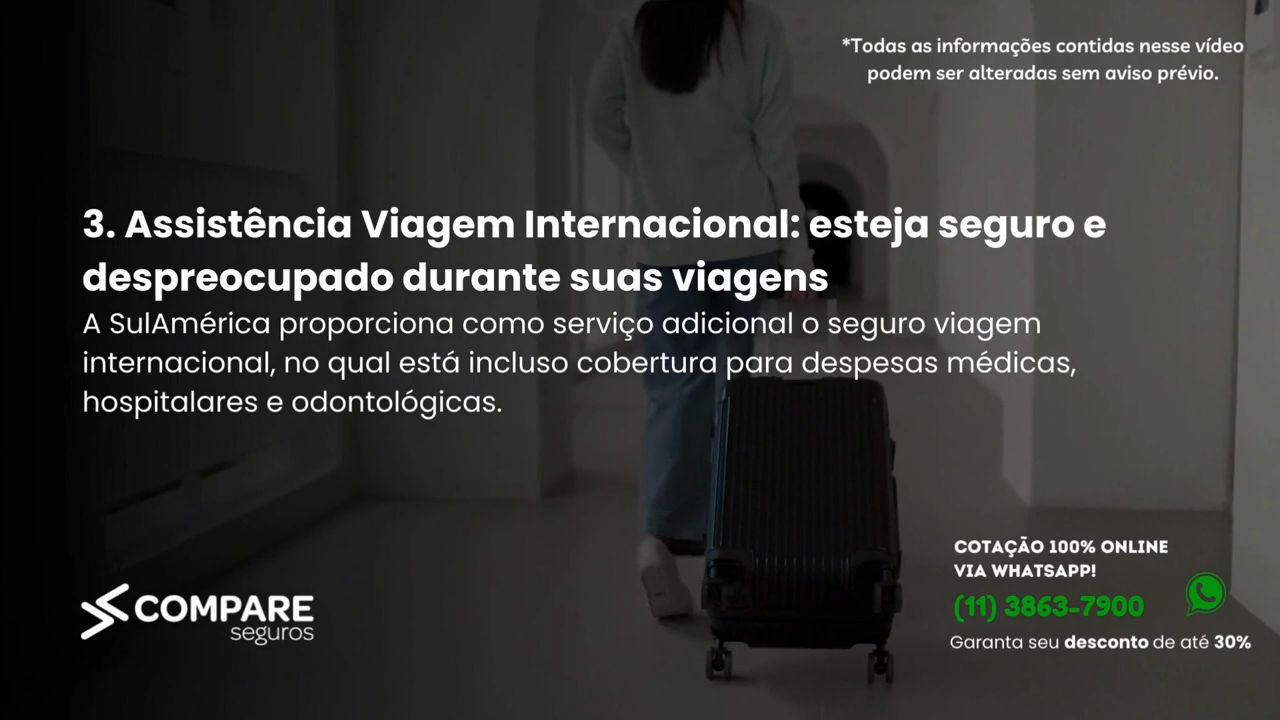 *Todas as informações contidas nesse vídeo
podem ser alteradas sem aviso prévio.
3. Assistência Viagem Internacional: esteja seguro e
despreocupado durante suas viagens
A SulAmérica proporciona como serviço adicional o seguro viagem
internacional, no qual está incluso cobertura para despesas médicas,
hospitalares e odontológicas.
COTAÇÃO 100% ONLINE
VIA WHATSAPP!
(11) 3863-7900
Garanta seu desconto de até 30%
COMPARE
seguros